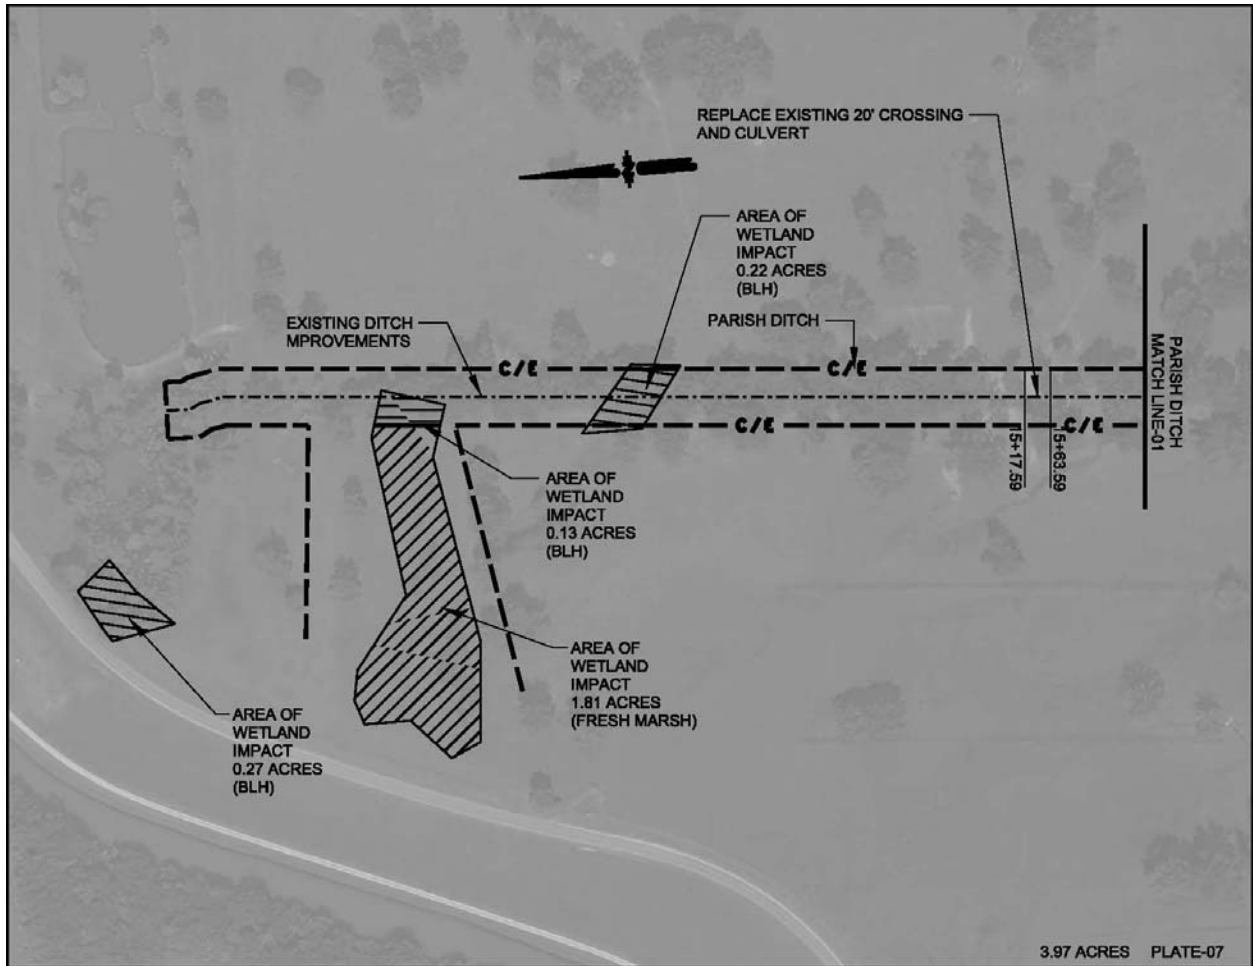 REPLACE EXISTING 20' CROSSING
AND CULVERT
N
AREA OF
WETLAND
IMPACT
0.22 ACRES
(BLH)
EXISTING DITCH
MPROVEMENTS
PARISH DITCH
C/E
C/E
C/E
C/E
PARISH DITCH
MATCH LINE-01
15+17.59
15+63.59
AREA OF
WETLAND
IMPACT
0.13 ACRES
(BLH)
AREA OF
WETLAND
IMPACT
1.81 ACRES
(FRESH MARSH)
AREA OF
WETLAND
IMPACT
0.27 ACRES
(BLH)
3.97 ACRES PLATE-07